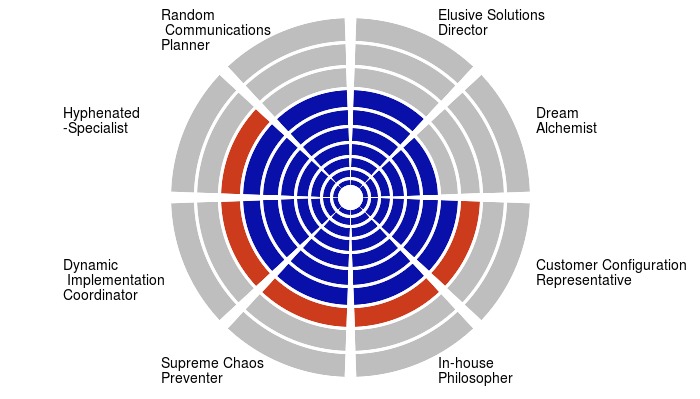 Random
Communications
Planner
Elusive Solutions
Director
Hyphenated
-Specialist
Dream
Alchemist
Dynamic
Implementation
Coordinator
Customer Configuration
Representative
Supreme Chaos
Preventer
In-house
Philosopher